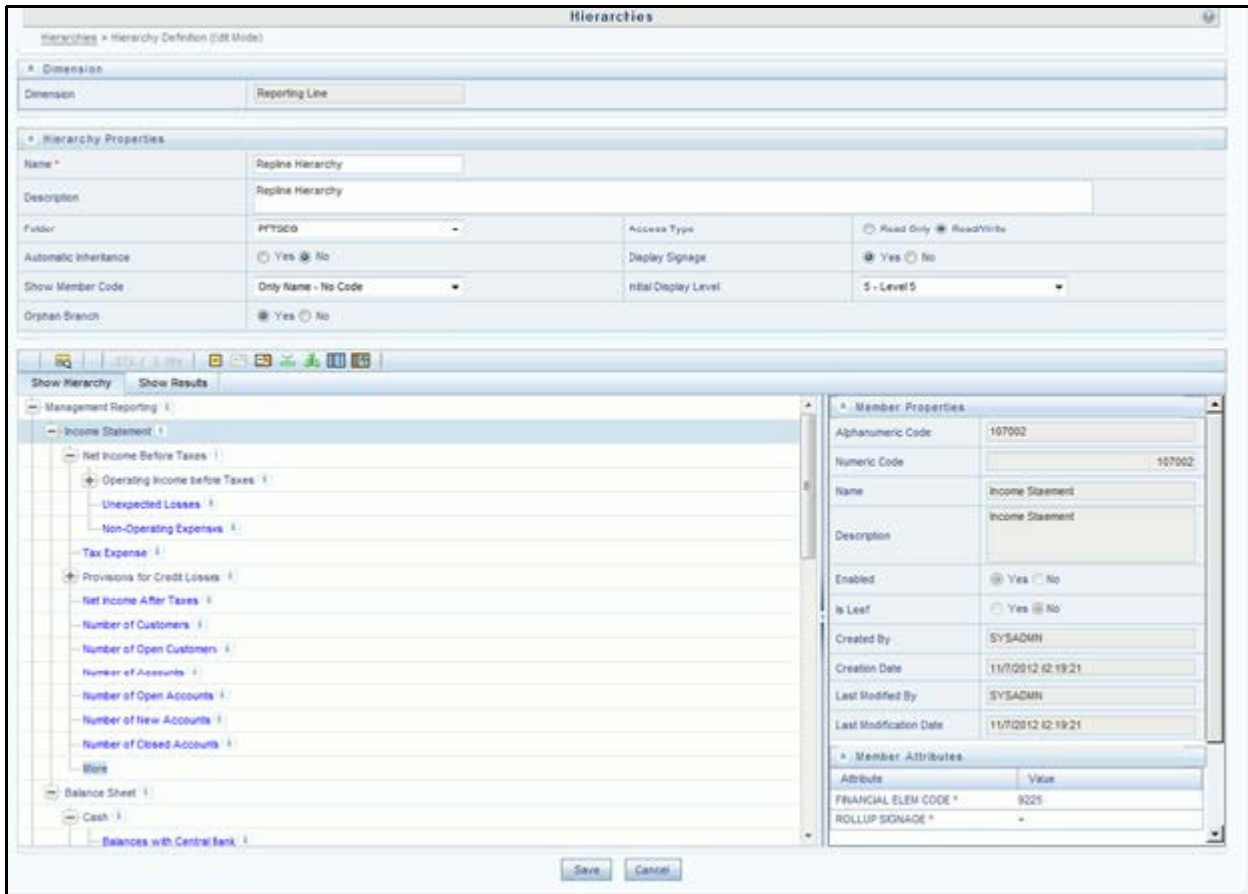 Hierarchies
Hierarchies > Hierarchy Definition (Edit Mode)
Dimension
Dimension Reporting Line
Hierarchy Properties
Name * Repline Hierarchy
Description Repline Hierarchy
Folder PFTSEG Access Type Read Only Read/Write
Automatic Inheritance Yes No Display Signage Yes No
Show Member Code Only Name - No Code Initial Display Level 5 - Level 5
Orphan Branch Yes No
Show Hierarchy Show Results
Management Reporting
Income Statement
Net Income Before Taxes
Operating Income before Taxes
Unexpected Losses
Non-Operating Expenses
Tax Expense
Provisions for Credit Losses
Net Income After Taxes
Number of Customers
Number of Open Customers
Number of Accounts
Number of Open Accounts
Number of New Accounts
Number of Closed Accounts
More
Balance Sheet
Cash
Balances with Central Bank
Member Properties
Alphanumeric Code 107002
Numeric Code 107002
Name Income Staement
Description Income Staement
Enabled Yes No
Is Leaf Yes No
Created By SYSADMN
Creation Date 11/7/2012 02:19:21
Last Modified By SYSADMN
Last Modification Date 11/7/2012 02:19:21
Member Attributes
Attribute Value
FINANCIAL ELEM CODE * 9225
ROLLUP SIGNAGE *
Save Cancel